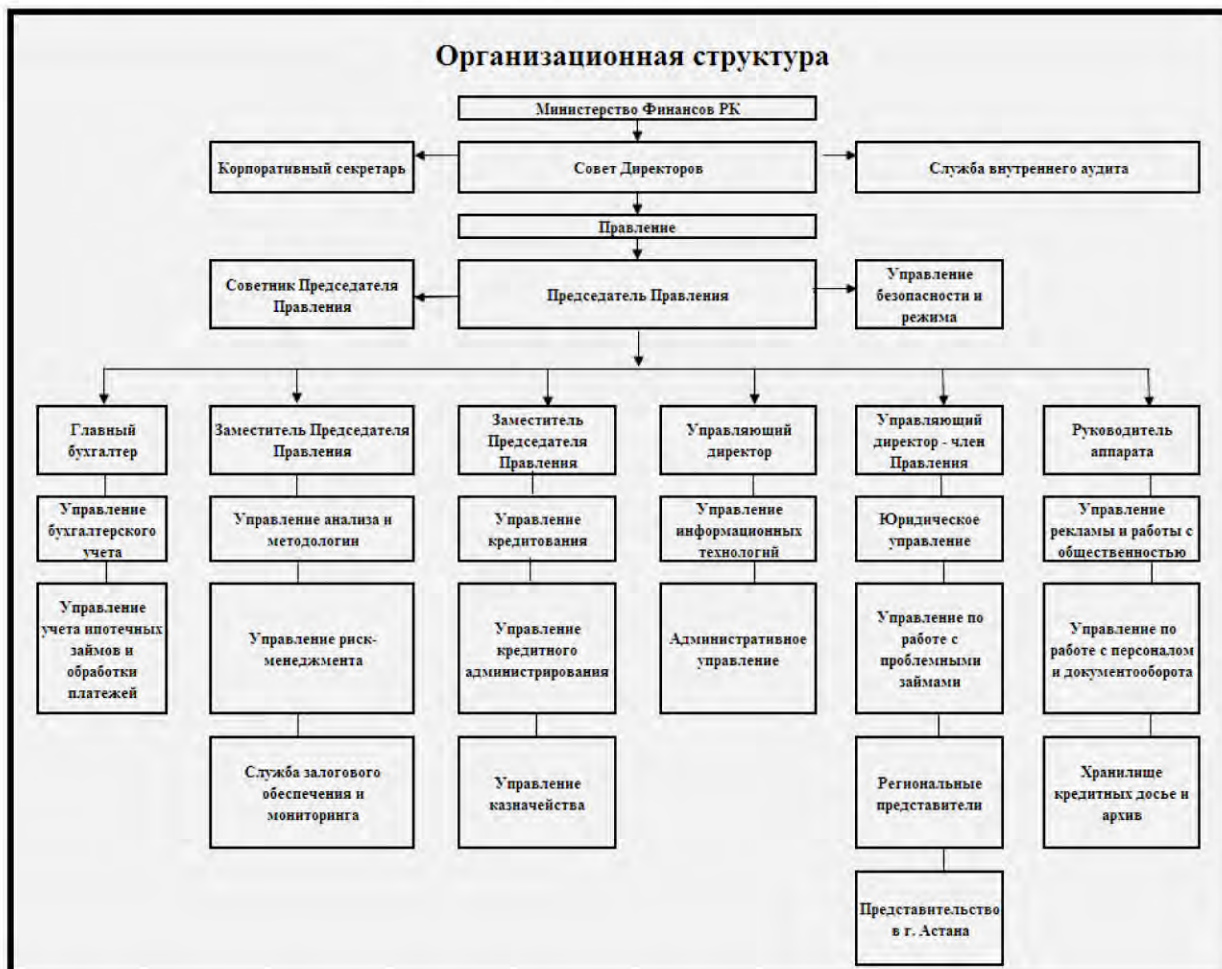 Организационная структура
Министерство Финансов РК
Корпоративный секретарь
Совет Директоров
Служба внутреннего аудита
Правление
Советник Председателя
Правления
Председатель Правления
Управление
безопасности и
режима
Главный
бухгалтер
Заместитель Председателя
Правления
Заместитель
Председателя
Правления
Управляющий
директор
Управляющий
директор - член
Правления
Руководитель
аппарата
Управление
бухгалтерского
учета
Управление анализа и
методологии
Управление
кредитования
Управление
информационных
технологий
Юридическое
управление
Управление
рекламы и работы с
общественностью
Управление
учета ипотечных
займов и
обработки
платежей
Управление риск-
менеджмента
Управление
кредитного
администрирования
Административное
управление
Управление по
работе с
проблемными
займами
Управление по
работе с персоналом
и документооборота
Служба залогового
обеспечения и
мониторинга
Управление
казначейства
Региональные
представители
Хранилище
кредитных досье и
архив
Представительство
в г. Астана